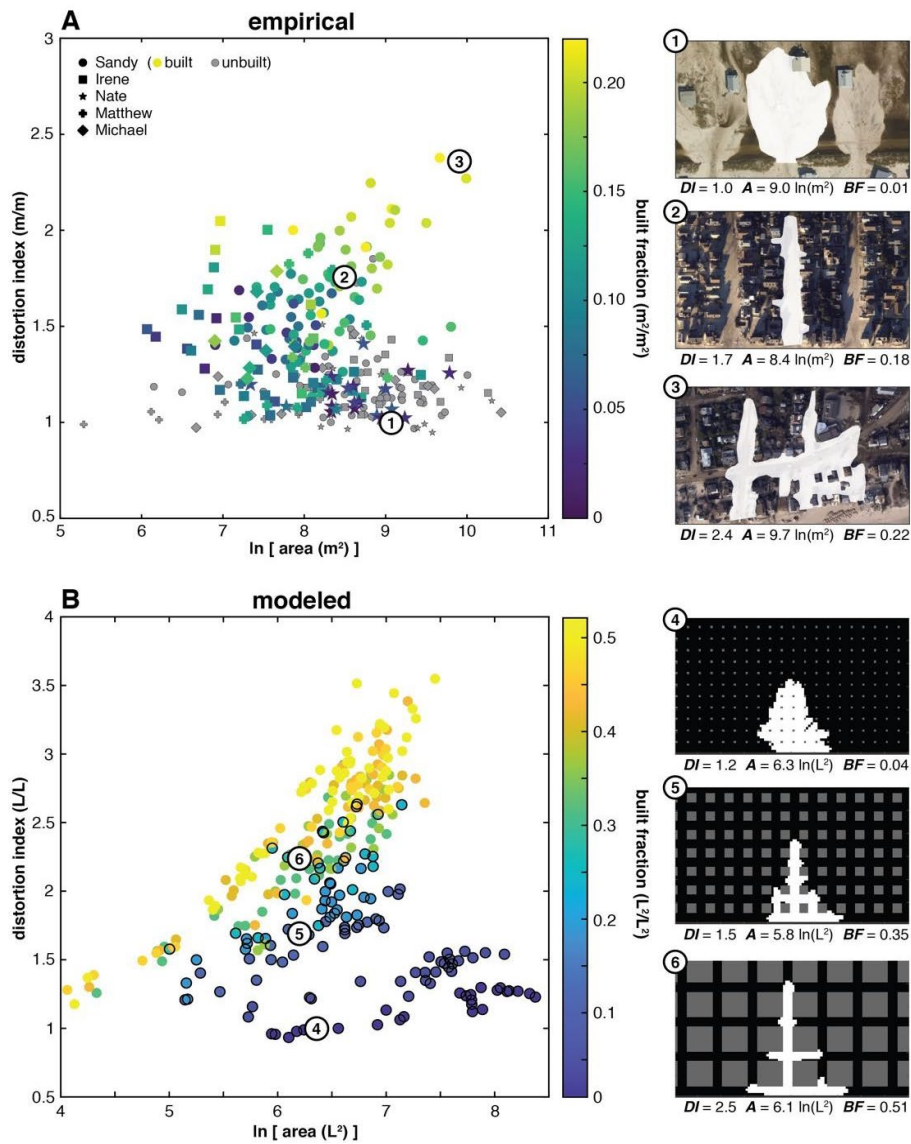 A empirical
3
2.5
2
1.5
1
0.5
distortion index (m/m)
5 6 7 8 9 10 11
ln [ area (m²) ]
Sandy ( built unbuilt)
Irene
Nate
Matthew
Michael
1
2
3
0.20
0.15
0.10
0.05
0
built fraction (m²/m²)
1
DI = 1.0 A = 9.0 ln(m²) BF = 0.01
2
DI = 1.7 A = 8.4 ln(m²) BF = 0.18
3
DI = 2.4 A = 9.7 ln(m²) BF = 0.22
B modeled
4
3.5
3
2.5
2
1.5
1
0.5
distortion index (L/L)
4 5 6 7 8
ln [ area (L²) ]
6
5
4
0.5
0.4
0.3
0.2
0.1
0
built fraction (L²/L²)
4
DI = 1.2 A = 6.3 ln(L²) BF = 0.04
5
DI = 1.5 A = 5.8 ln(L²) BF = 0.35
6
DI = 2.5 A = 6.1 ln(L²) BF = 0.51